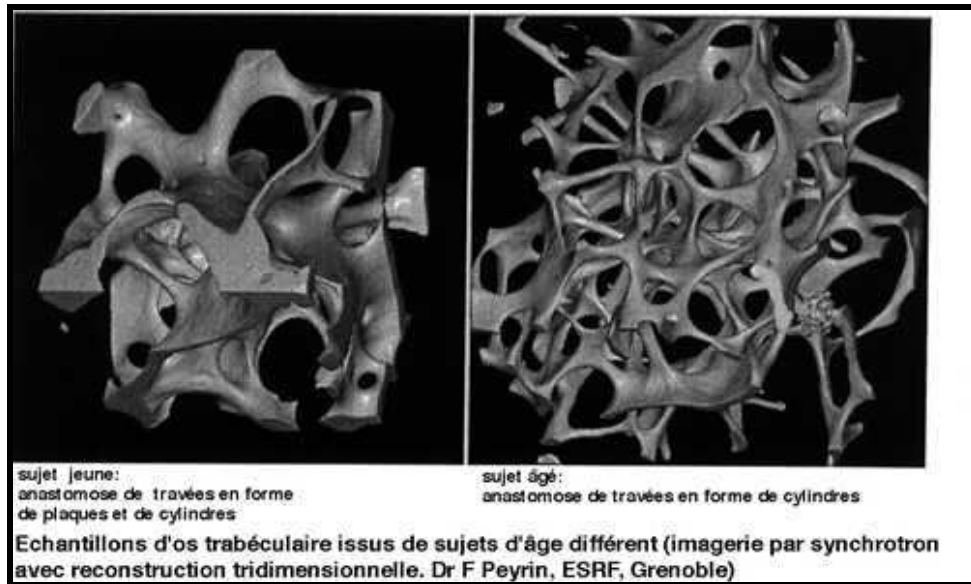 sujet jeune:
anastomose de travées en forme
de plaques et de cylindres
sujet âgé:
anastomose de travées en forme de cylindres
Echantillons d'os trabéculaire issus de sujets d'âge différent (imagerie par synchrotron
avec reconstruction tridimensionnelle. Dr F Peyrin, ESRF, Grenoble)